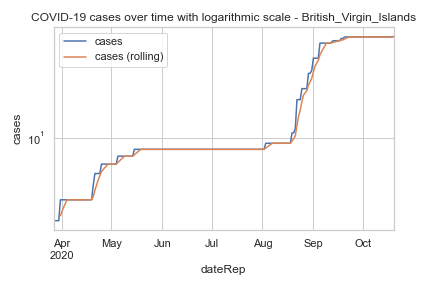 COVID-19 cases over time with logarithmic scale - British_Virgin_Islands
cases
cases (rolling)
cases
10¹
Apr May Jun Jul Aug Sep Oct
2020
dateRep